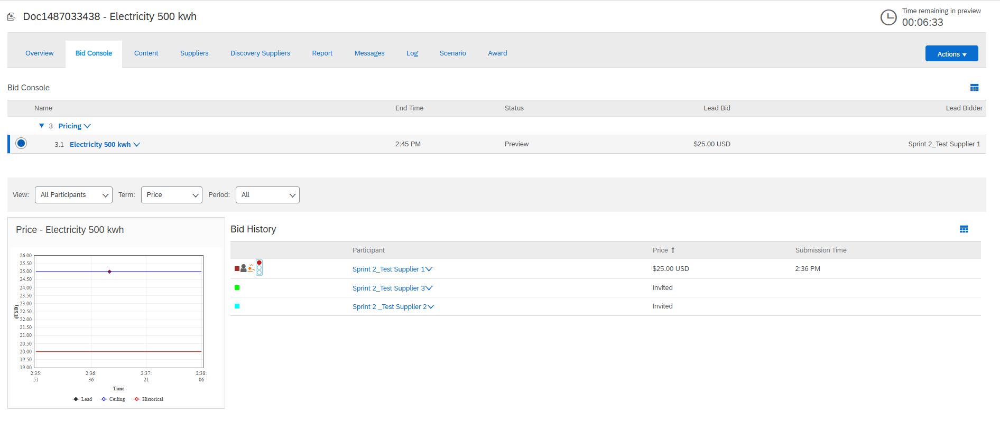 Doc1487033438 - Electricity 500 kwh
Time remaining in preview
00:06:33
Overview Bid Console Content Suppliers Discovery Suppliers Report Messages Log Scenario Award Actions
Bid Console
Name End Time Status Lead Bid Lead Bidder
3 Pricing
3.1 Electricity 500 kwh 2:45 PM Preview $25.00 USD Sprint 2_Test Supplier 1
View: All Participants Term: Price Period: All
Price - Electricity 500 kwh
26.00
25.50
25.00
24.50
24.00
23.50
23.00
22.50
22.00
21.50
21.00
20.50
20.00
19.50
19.00
(USD)
2:35: 2:36: 2:37: 2:38:
51 36 21 06
Time
Lead Ceiling Historical
Bid History
Participant Price Submission Time
Sprint 2_Test Supplier 1 $25.00 USD 2:36 PM
Sprint 2_Test Supplier 3 Invited
Sprint 2 _Test Supplier 2 Invited